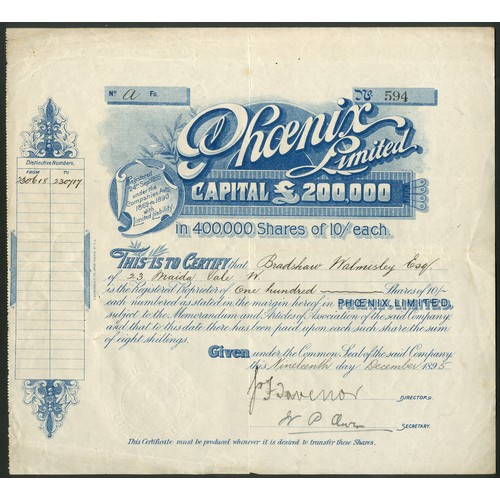 No. a Fo.
No. 594
Phœnix
Limited
Registered
24th Sept 1895
under the
Companies Acts
1862 to 1890
with
Limited Liability
CAPITAL £200,000
in 400,000 Shares of 10/- each.
Distinctive Numbers.
FROM TO
230618 230717
THIS IS TO CERTIFY that Bradshaw Walmisley Esq.
of 23 Maida Vale W.
is the Registered Proprietor of One hundred Shares of 10/-
each numbered as stated in the margin hereof in PHŒNIX, LIMITED,
subject to the Memorandum and Articles of Association of the said Company
and that to this date there has been paid upon each such share the sum
of eight shillings.
Given under the Common Seal of the said Company
this Nineteenth day December 1895
DIRECTORS.
SECRETARY.
This Certificate must be produced whenever it is desired to transfer these Shares.